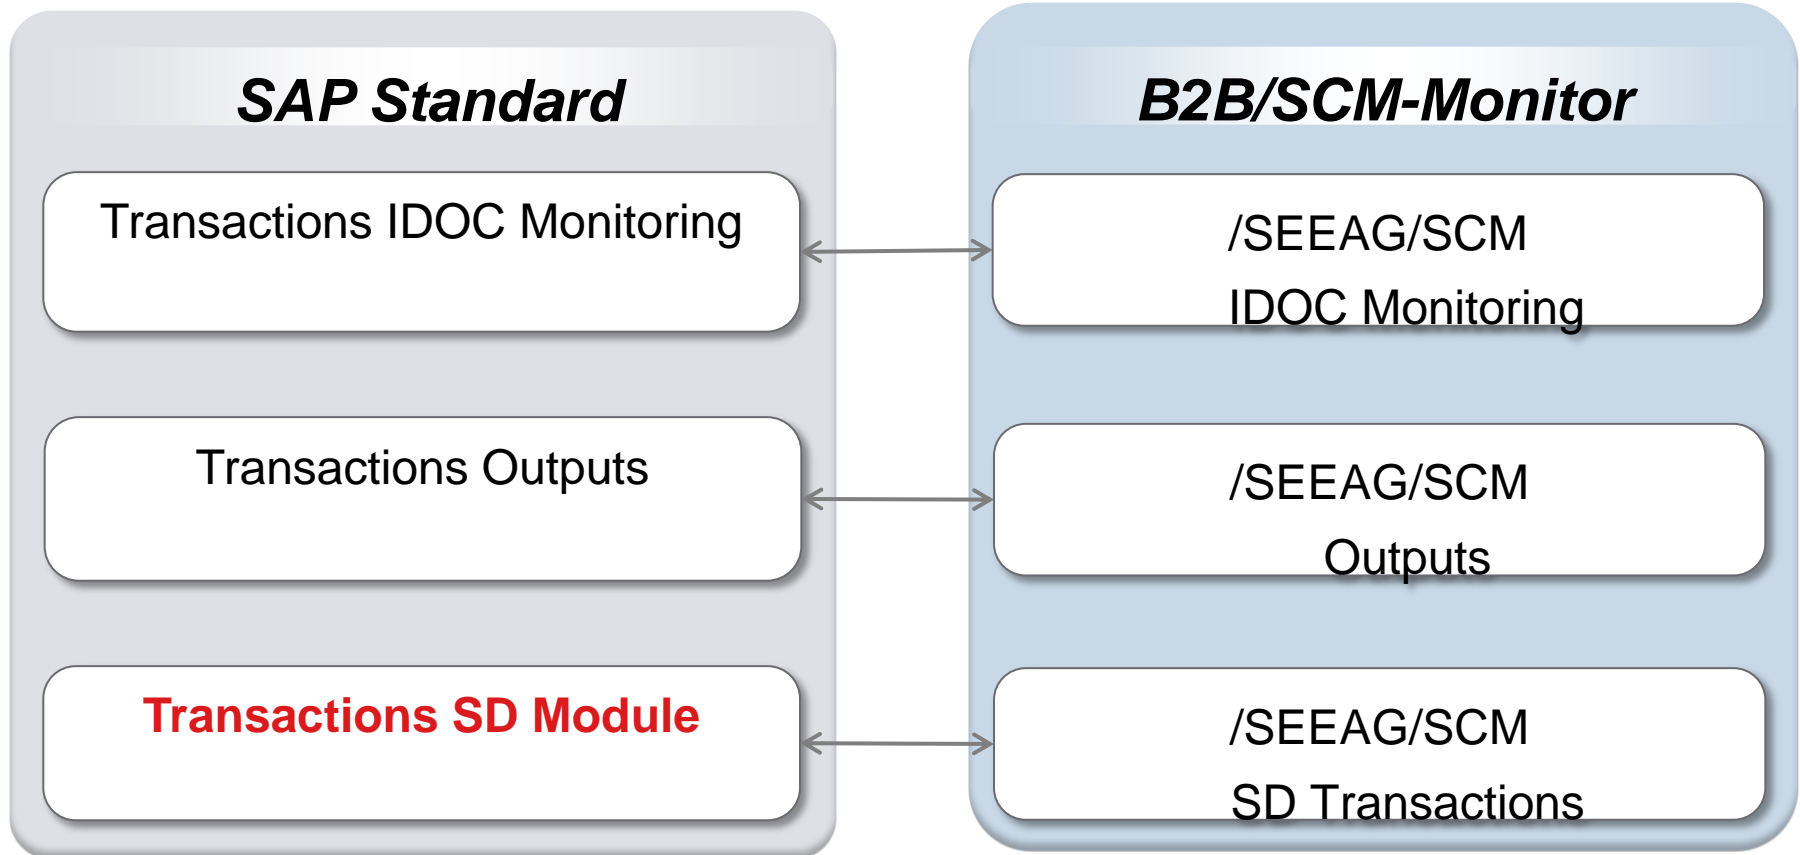 SAP Standard
Transactions IDOC Monitoring
Transactions Outputs
Transactions SD Module
B2B/SCM-Monitor
/SEEAG/SCM
IDOC Monitoring
/SEEAG/SCM
Outputs
/SEEAG/SCM
SD Transactions